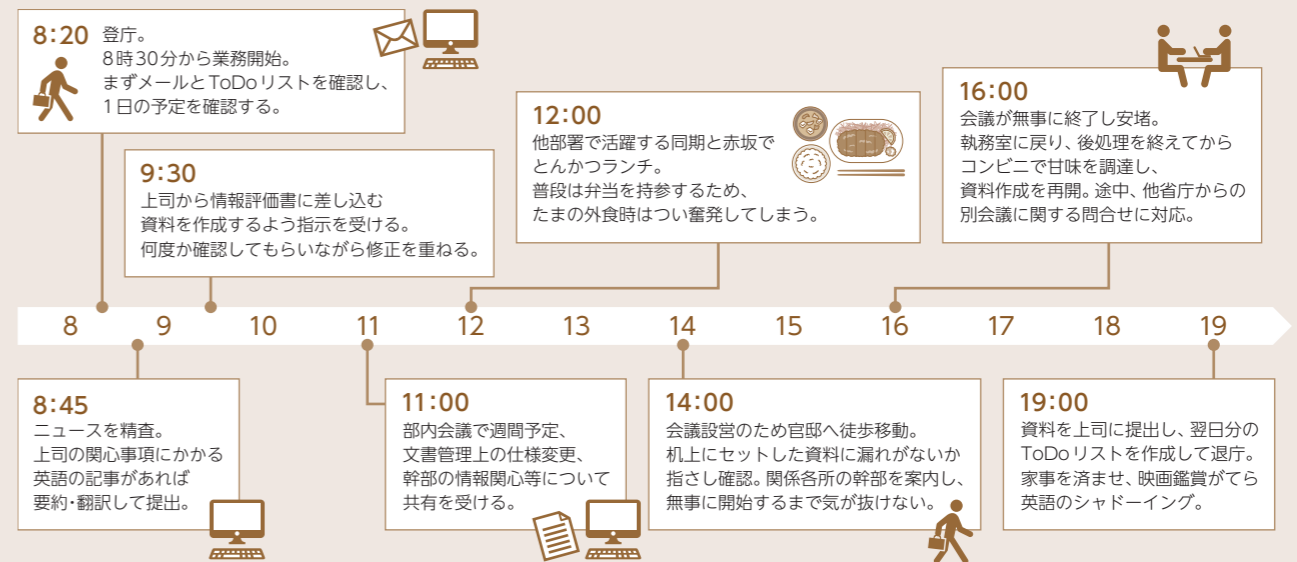 8:20 登庁。
8時30分から業務開始。
まずメールとToDoリストを確認し、
1日の予定を確認する。
9:30
上司から情報評価書に差し込む
資料を作成するよう指示を受ける。
何度か確認してもらいながら修正を重ねる。
12:00
他部署で活躍する同期と赤坂で
とんかつランチ。
普段は弁当を持参するため、
たまの外食時はつい奮発してしまう。
16:00
会議が無事に終了し安堵。
執務室に戻り、後処理を終えてから
コンビニで甘味を調達し、
資料作成を再開。途中、他省庁からの
別会議に関する問合せに対応。
8 9 10 11 12 13 14 15 16 17 18 19
8:45
ニュースを精査。
上司の関心事項にかかる
英語の記事があれば
要約・翻訳して提出。
11:00
部内会議で週間予定、
文書管理上の仕様変更、
幹部の情報関心等について
共有を受ける。
14:00
会議設営のため官邸へ徒歩移動。
机上にセットした資料に漏れがないか
指さし確認。関係各所の幹部を案内し、
無事に開始するまで気が抜けない。
19:00
資料を上司に提出し、翌日分の
ToDoリストを作成して退庁。
家事を済ませ、映画鑑賞がてら
英語のシャドーイング。